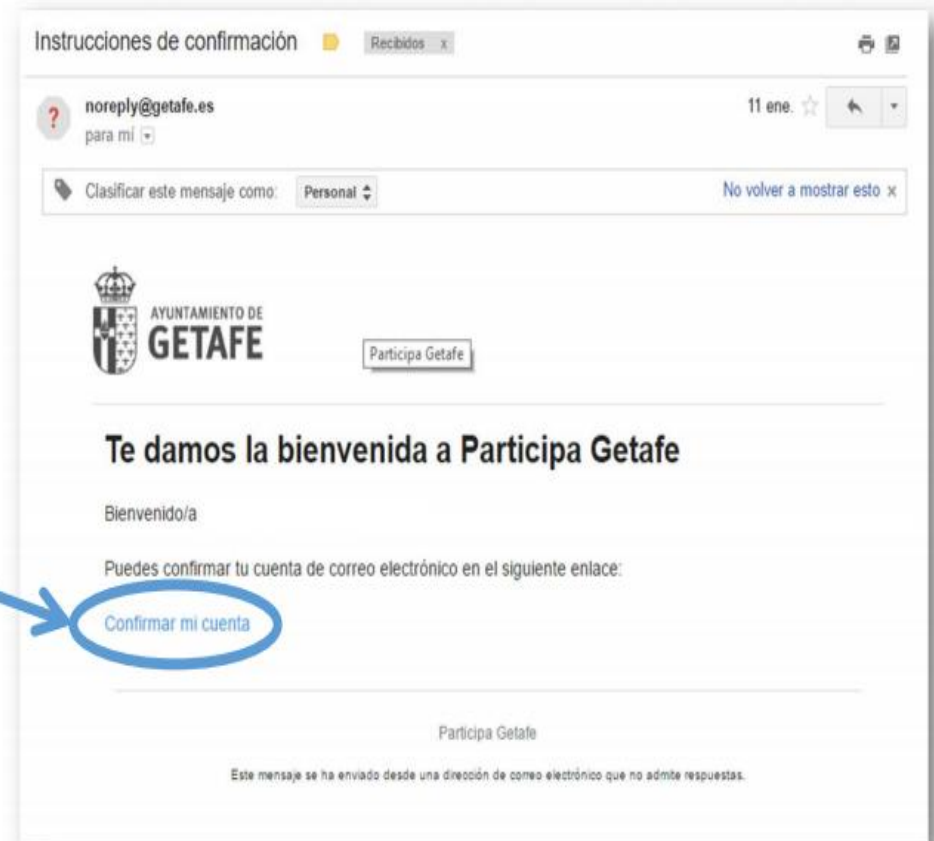 Instrucciones de confirmación Recibidos x
noreply@getafe.es 11 ene.
para mí
Clasificar este mensaje como: Personal No volver a mostrar esto x
AYUNTAMIENTO DE
GETAFE
Participa Getafe
Te damos la bienvenida a Participa Getafe
Bienvenido/a
Puedes confirmar tu cuenta de correo electrónico en el siguiente enlace:
Confirmar mi cuenta
Participa Getafe
Este mensaje se ha enviado desde una dirección de correo electrónico que no admite respuestas.